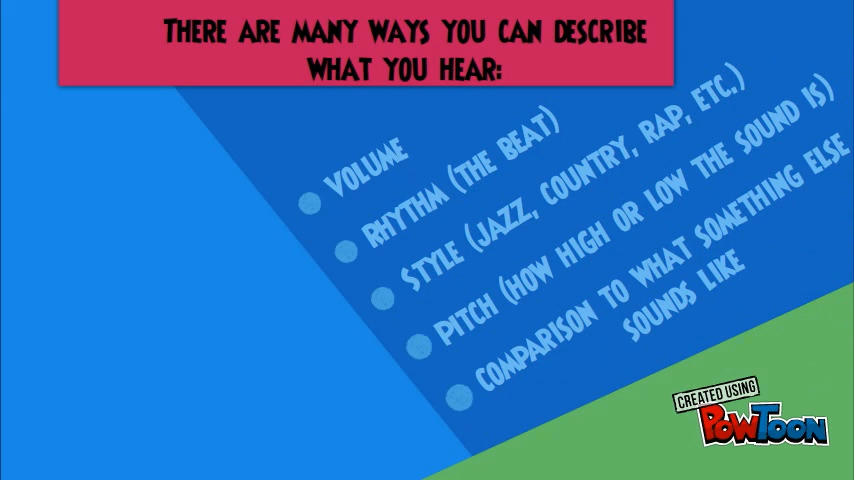 THERE ARE MANY WAYS YOU CAN DESCRIBE
WHAT YOU HEAR:
VOLUME
RHYTHM (THE BEAT)
STYLE (JAZZ, COUNTRY, RAP, ETC.)
PITCH (HOW HIGH OR LOW THE SOUND IS)
COMPARISON TO WHAT SOMETHING ELSE
SOUNDS LIKE
CREATED USING
POWTOON